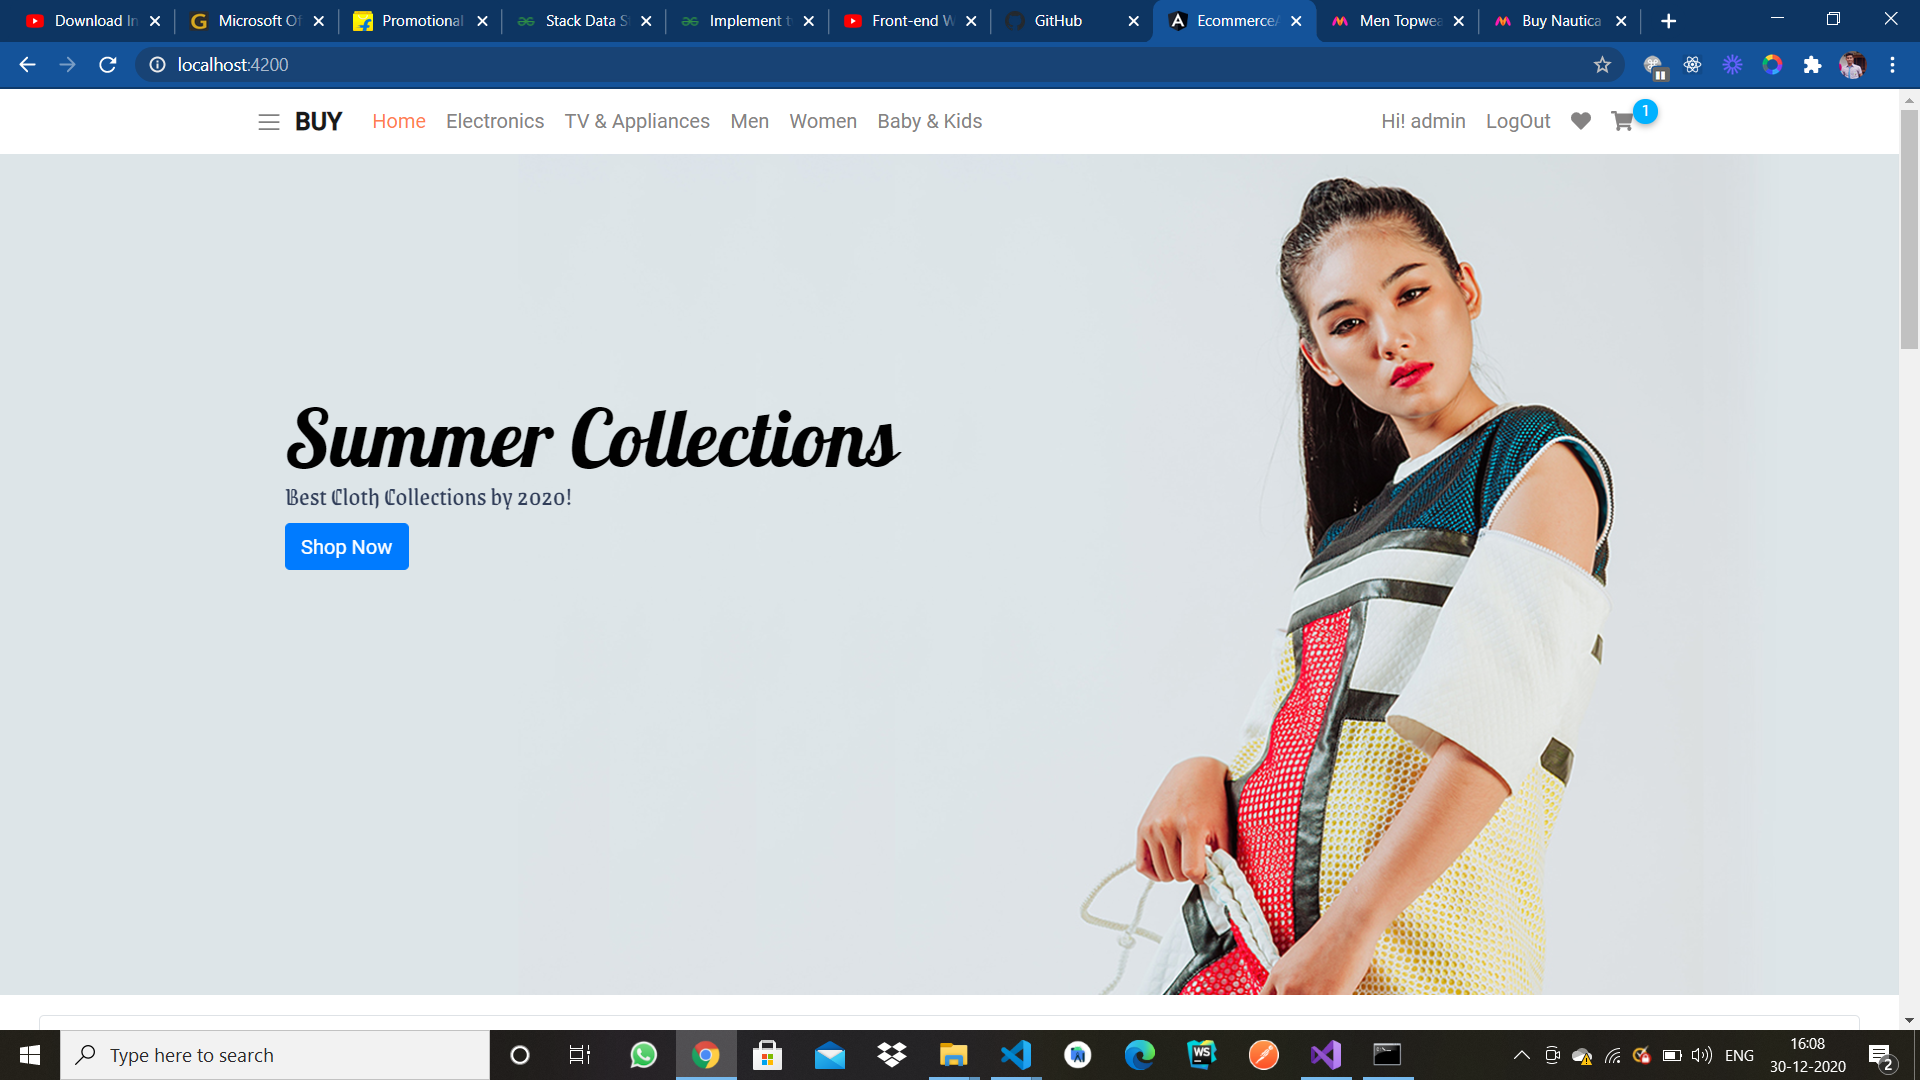 Download In
Microsoft Of
Promotional
Stack Data S
Implement t
Front-end W
GitHub
Ecommerce
Men Topwea
Buy Nautica
localhost:4200
BUY Home Electronics TV & Appliances Men Women Baby & Kids Hi! admin LogOut 1
Summer Collections
Best Cloth Collections by 2020!
Shop Now
Type here to search
WS
ENG
16:08
30-12-2020
2